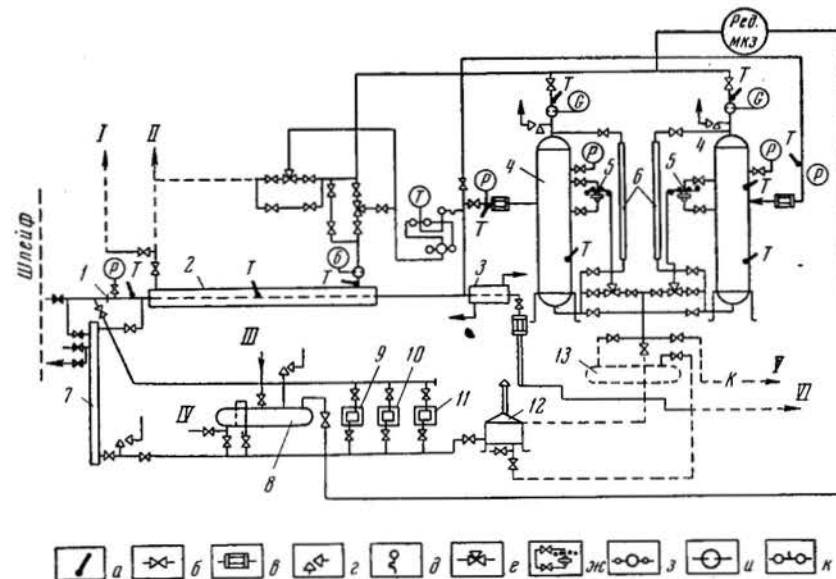 Ред.
МКЗ
I
II
T
T
G
G
P
T
4
P
5
6
5
4
P
T
P
T
T
T
T
T
Шлейф
1
P
T
2
T
б
T
3
III
IV
7
8
9
10
11
12
13
К
V
VI
а
б
в
г
д
е
ж
з
и
к